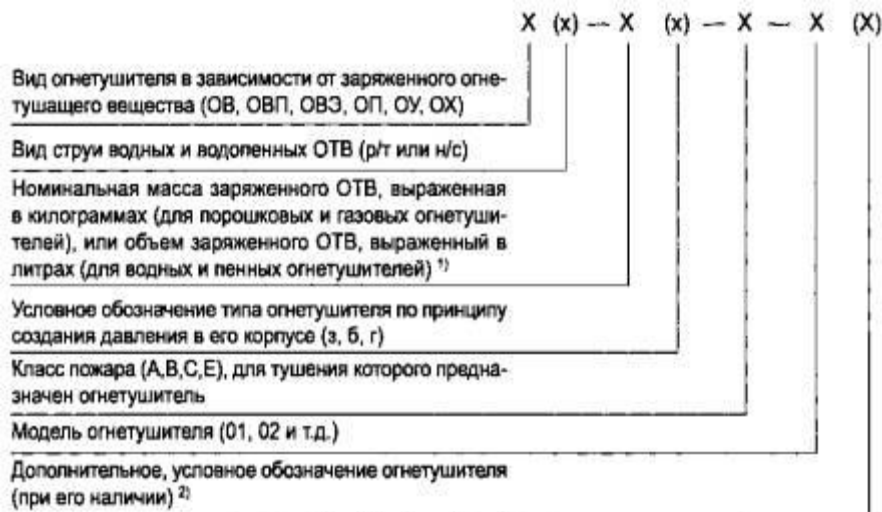 X (x) — X (x) — X — X (X)
Вид огнетушителя в зависимости от заряженного огне-
тушащего вещества (ОВ, ОВП, ОВЭ, ОП, ОУ, ОХ)
Вид струи водных и водопенных ОТВ (р/т или н/с)
Номинальная масса заряженного ОТВ, выраженная
в килограммах (для порошковых и газовых огнетуши-
телей), или объем заряженного ОТВ, выраженный в
литрах (для водных и пенных огнетушителей) 1)
Условное обозначение типа огнетушителя по принципу
создания давления в его корпусе (з, б, г)
Класс пожара (А,В,С,Е), для тушения которого предна-
значен огнетушитель
Модель огнетушителя (01, 02 и т.д.)
Дополнительное, условное обозначение огнетушителя
(при его наличии) 2)